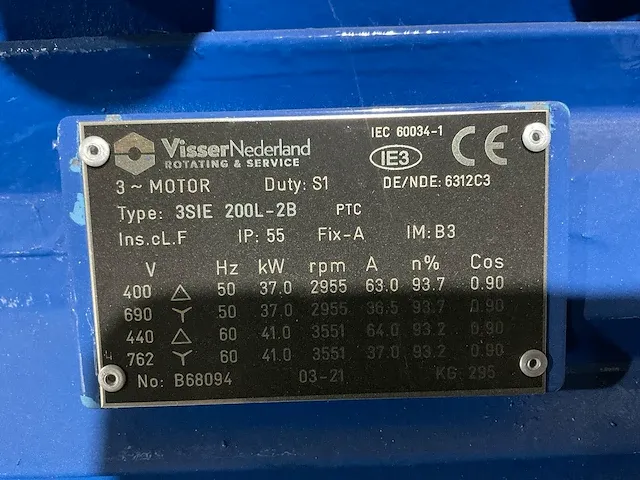 VisserNederland
ROTATING & SERVICE
IEC 60034-1
IE3
CE
3 ~ MOTOR Duty: S1 DE/NDE: 6312C3
Type: 3SIE 200L-2B PTC
Ins.cL.F IP: 55 Fix-A IM: B3
V Hz kW rpm A n% Cos
400 △ 50 37.0 2955 63.0 93.7 0.90
690 Y 50 37.0 2955 36.5 93.7 0.90
440 △ 60 41.0 3551 64.0 93.2 0.90
762 Y 60 41.0 3551 37.0 93.2 0.90
No: B68094 03-21 KG 295